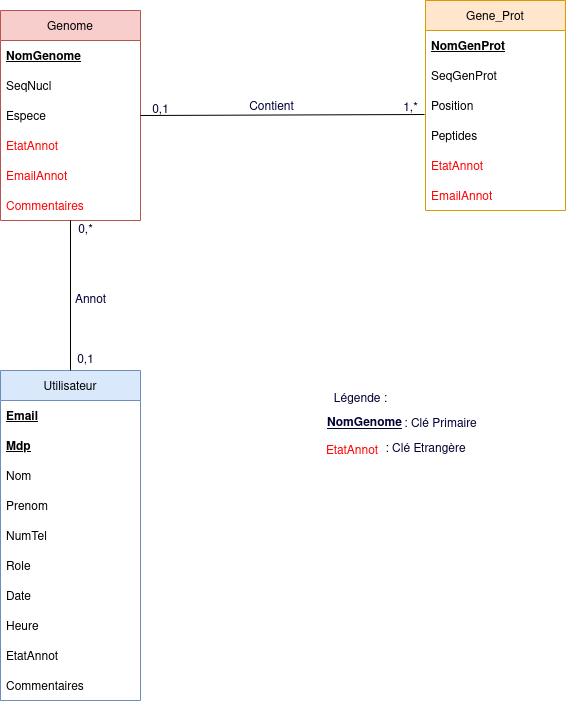 Genome
NomGenome
SeqNucl
Espece
EtatAnnot
EmailAnnot
Commentaires
0,1
Contient
1,*
Gene_Prot
NomGenProt
SeqGenProt
Position
Peptides
EtatAnnot
EmailAnnot
0,*
Annot
0,1
Utilisateur
Email
Mdp
Nom
Prenom
NumTel
Role
Date
Heure
EtatAnnot
Commentaires
Légende :
NomGenome : Clé Primaire
EtatAnnot : Clé Etrangère